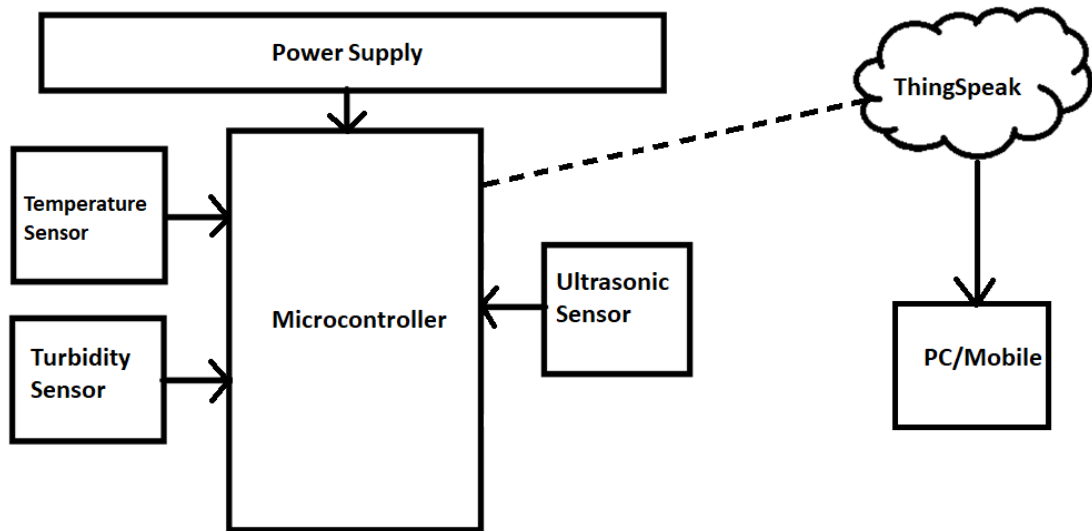 Power Supply
ThingSpeak
Temperature
Sensor
Microcontroller
Ultrasonic
Sensor
Turbidity
Sensor
PC/Mobile